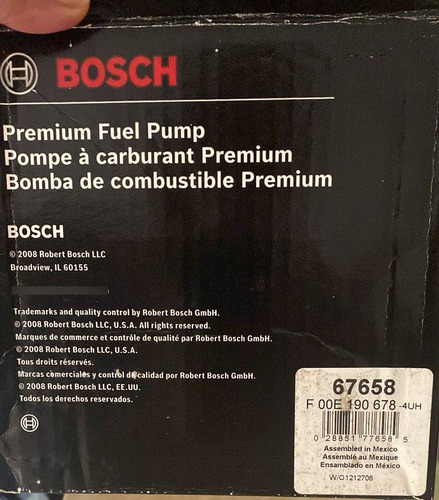 BOSCH
Premium Fuel Pump
Pompe à carburant Premium
Bomba de combustible Premium
BOSCH
© 2008 Robert Bosch LLC
Broadview, IL 60155
Trademarks and quality control by Robert Bosch GmbH.
© 2008 Robert Bosch LLC, U.S.A. All rights reserved.
Marques de commerce et contrôle de qualité par Robert Bosch GmbH.
© 2008 Robert Bosch LLC, U.S.A.
Tous droits réservés.
Marcas comerciales y control de calidad por Robert Bosch GmbH.
© 2008 Robert Bosch LLC, EE.UU.
Todos los derechos reservados.
67658
F 00E 190 678 -4UH
0 28851 77658 5
Assembled in Mexico
Assemblé au Mexique
Ensamblado en México
W/O1212708